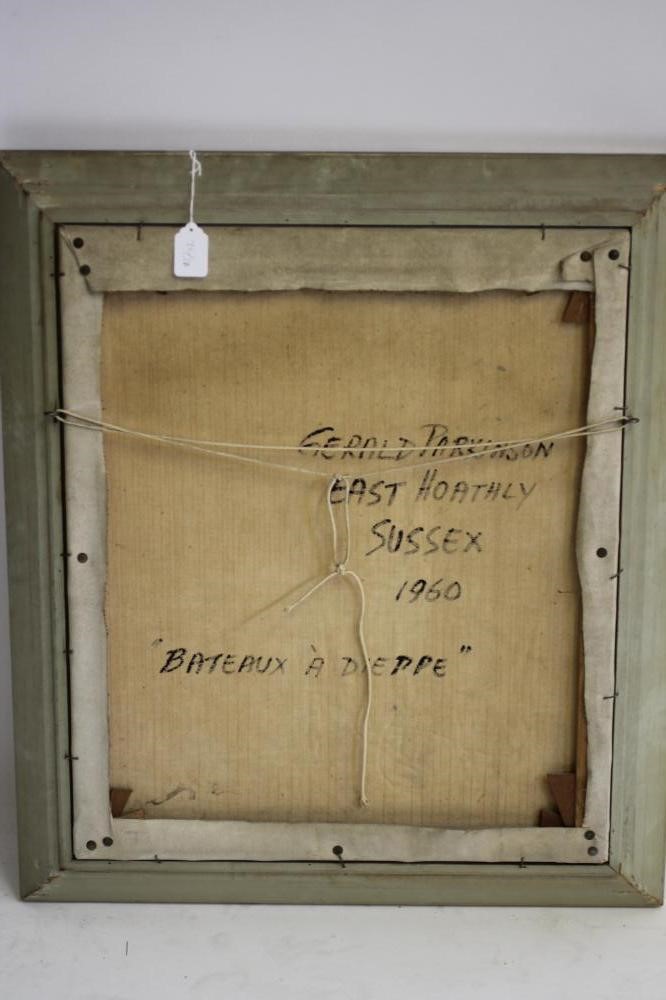 GERALD PARKINSON
EAST HOATHLY
SUSSEX
1960
"BATEAUX À DIEPPE"